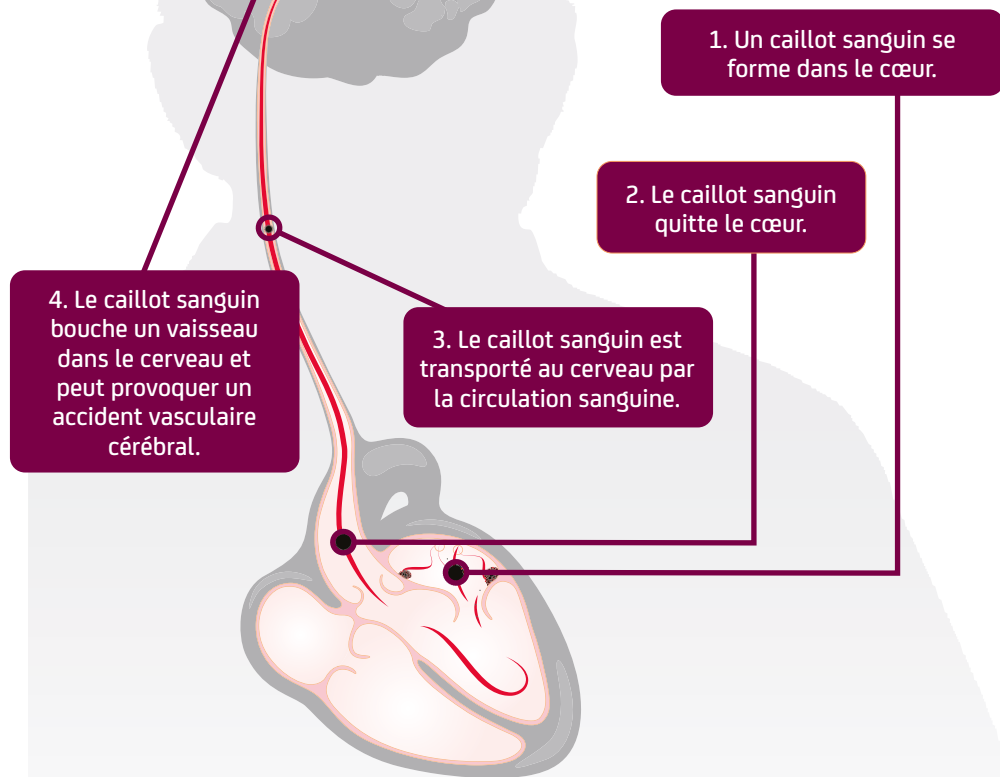 1. Un caillot sanguin se
forme dans le cœur.
2. Le caillot sanguin
quitte le cœur.
3. Le caillot sanguin est
transporté au cerveau par
la circulation sanguine.
4. Le caillot sanguin
bouche un vaisseau
dans le cerveau et
peut provoquer un
accident vasculaire
cérébral.